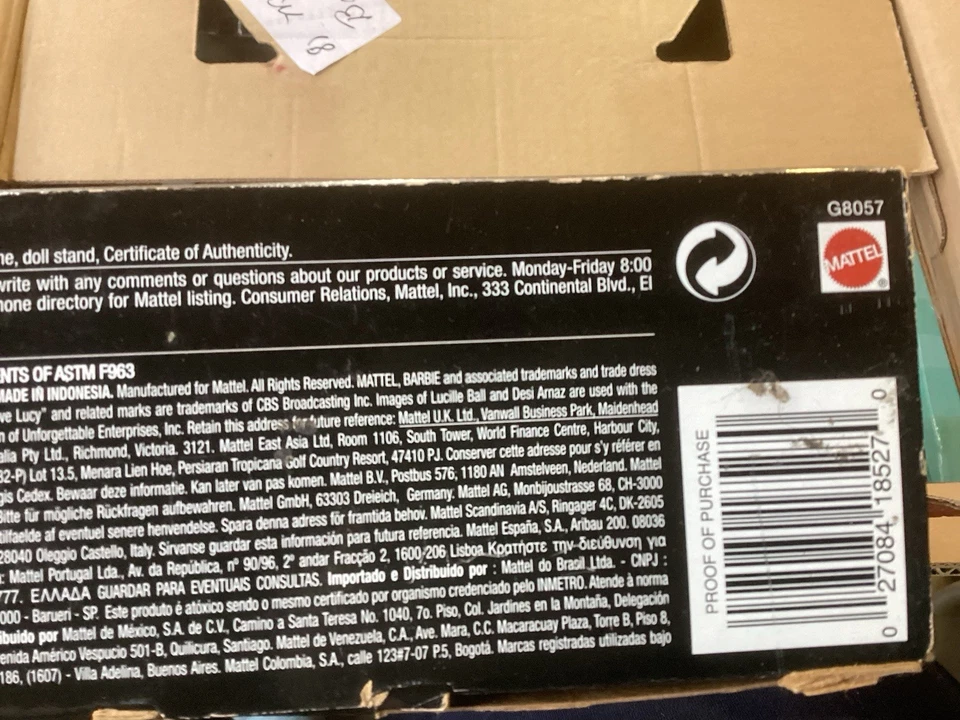 G8057
MATTEL
ne, doll stand, Certificate of Authenticity.
write with any comments or questions about our products or service. Monday-Friday 8:00
hone directory for Mattel listing. Consumer Relations, Mattel, Inc., 333 Continental Blvd., El
NTS OF ASTM F963
MADE IN INDONESIA. Manufactured for Mattel. All Rights Reserved. MATTEL, BARBIE and associated trademarks and trade dress
ve Lucy" and related marks are trademarks of CBS Broadcasting Inc. Images of Lucille Ball and Desi Arnaz are used with the
n of Unforgettable Enterprises, Inc. Retain this address for future reference: Mattel U.K. Ltd., Vanwall Business Park, Maidenhead
alia Pty Ltd., Richmond, Victoria. 3121. Mattel East Asia Ltd, Room 1106, South Tower, World Finance Centre, Harbour City,
32-P) Lot 13.5, Menara Lien Hoe, Persiaran Tropicana Golf Country Resort, 47410 PJ. Conserver cette adresse pour s'y référer en
gis Cedex. Bewaar deze informatie. Kan later van pas komen. Mattel B.V., Postbus 576, 1180 AN Amstelveen, Nederland. Mattel
Bitte für mögliche Rückfragen aufbewahren. Mattel GmbH, 63303 Dreieich, Germany. Mattel AG, Monbijoustrasse 68, CH-3000
tilfaelde af eventuel senere henvendelse. Spara denna adress för framtida behov. Mattel Scandinavia A/S, Ringager 4C, DK-2605
28040 Oleggio Castello, Italy. Sirvanse guardar esta información para futura referencia. Mattel España, S.A., Aribau 200. 08036
: Mattel Portugal Lda., Av. da República, nº 90/96, 2º andar Fracção 2, 1600-206 Lisboa. Κρατήστε την διεύθυνση για
777. ΕΛΛΑΔΑ GUARDAR PARA EVENTUAIS CONSULTAS. Importado e Distribuido por : Mattel do Brasil Ltda. - CNPJ :
000 - Barueri - SP. Este produto é atóxico sendo o mesmo certificado por organismo credenciado pelo INMETRO. Atende à norma
ibuido por Mattel de México, S.A. de C.V., Camino a Santa Teresa No. 1040, 7o. Piso, Col. Jardines en la Montaña, Delegación
enida Américo Vespucio 501-B, Quilicura, Santiago. Mattel de Venezuela, C.A., Ave. Mara, C.C. Macaracuay Plaza, Torre B, Piso 8,
186, (1607) - Villa Adelina, Buenos Aires. Mattel Colombia, S.A., calle 123#7-07 P.5, Bogotá. Marcas registradas utilizadas bajo
PROOF OF PURCHASE
0 27084 18527 0